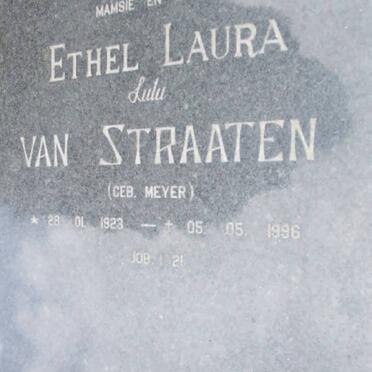 MAMSIE EN
ETHEL LAURA
Lulu
VAN STRAATEN
(GEB. MEYER)
* 28 01 1923 — + 05. 05. 1996
JOB. 1 21